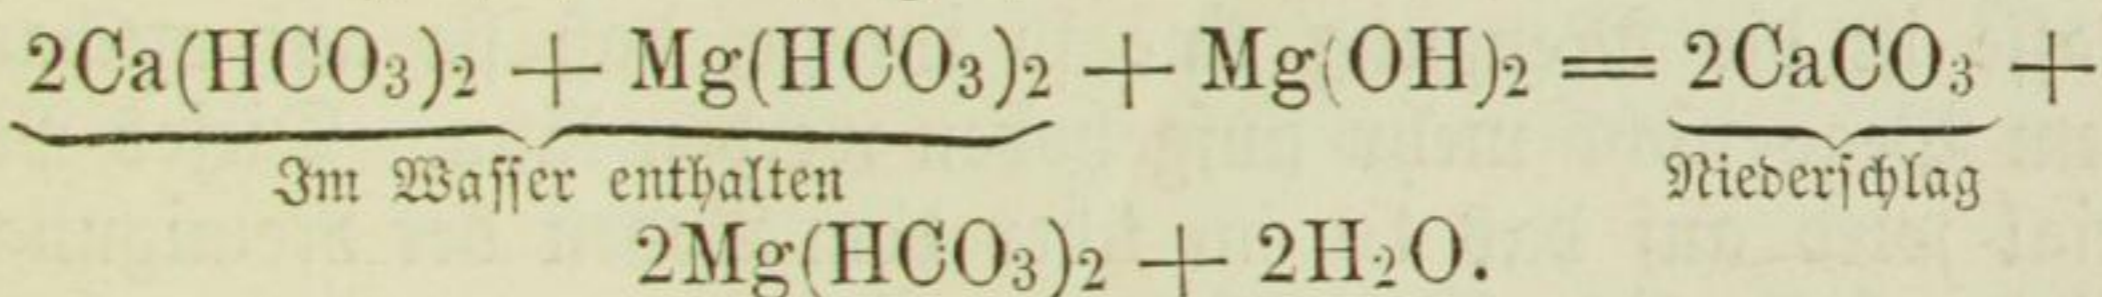 2Ca(HCO₃)₂ + Mg(HCO₃)₂ + Mg(OH)₂ = 2CaCO₃ +
Im Wasser enthalten Niederschlag
2Mg(HCO₃)₂ + 2H₂O.